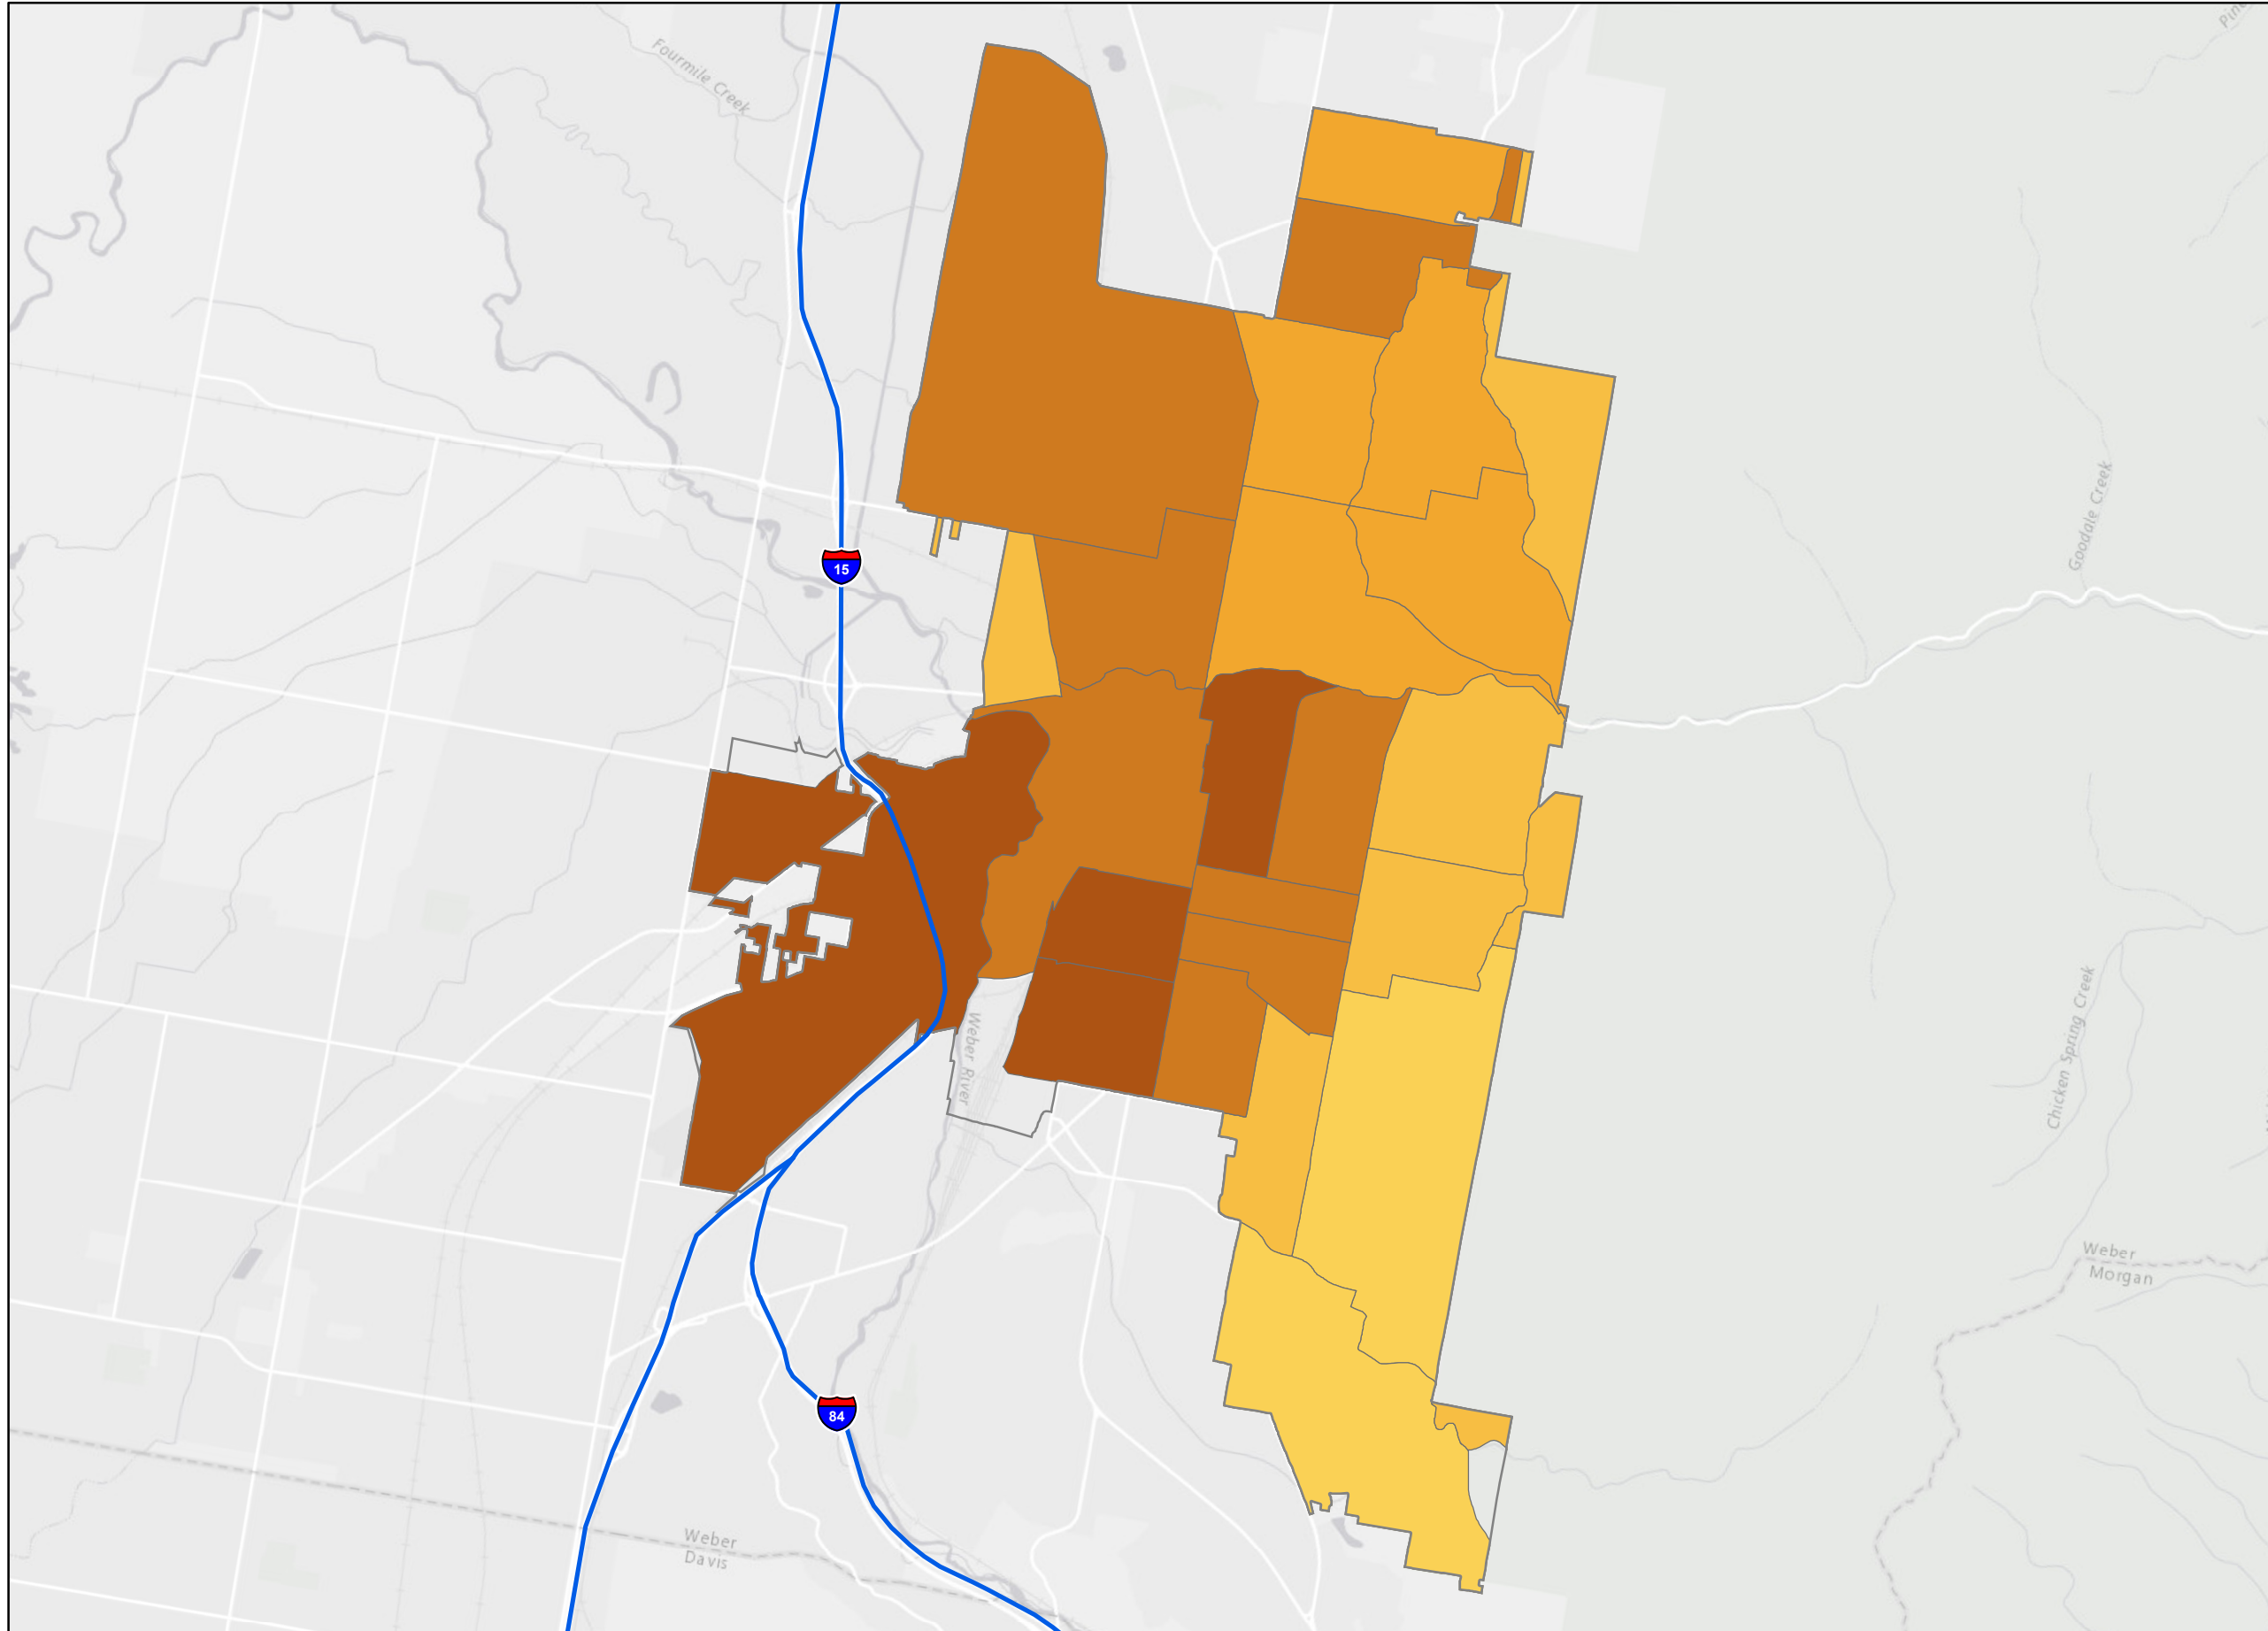 Fourmile Creek
15
Goodale Creek
Weber River
Chicken Spring Creek
Weber
Morgan
84
Weber
Davis